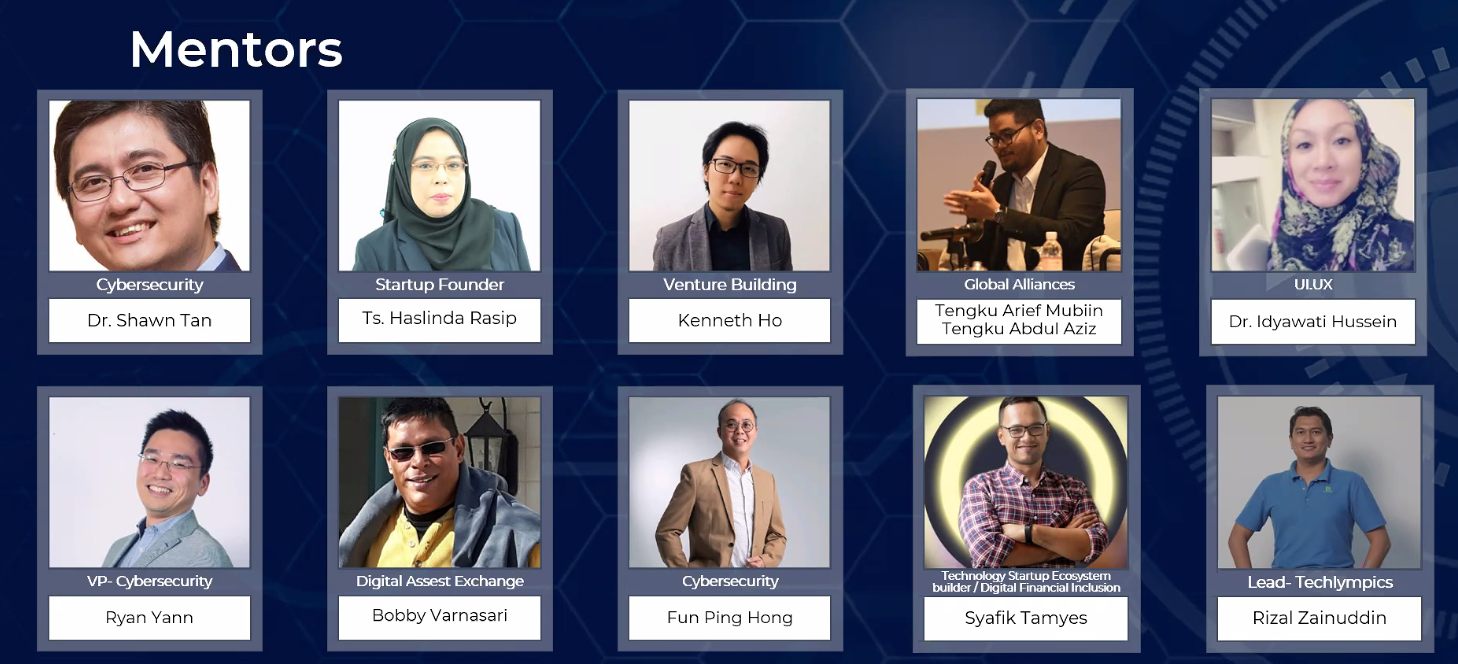 Mentors
Cybersecurity
Dr. Shawn Tan
Startup Founder
Ts. Haslinda Rasip
Venture Building
Kenneth Ho
Global Alliances
Tengku Arief Mubiin
Tengku Abdul Aziz
UI.UX
Dr. Idyawati Hussein
VP- Cybersecurity
Ryan Yann
Digital Assest Exchange
Bobby Varnasari
Cybersecurity
Fun Ping Hong
Technology Startup Ecostvem
builder / Digital Financial Inclusion
Syafik Tamyes
Lead- Techlympics
Rizal Zainuddin